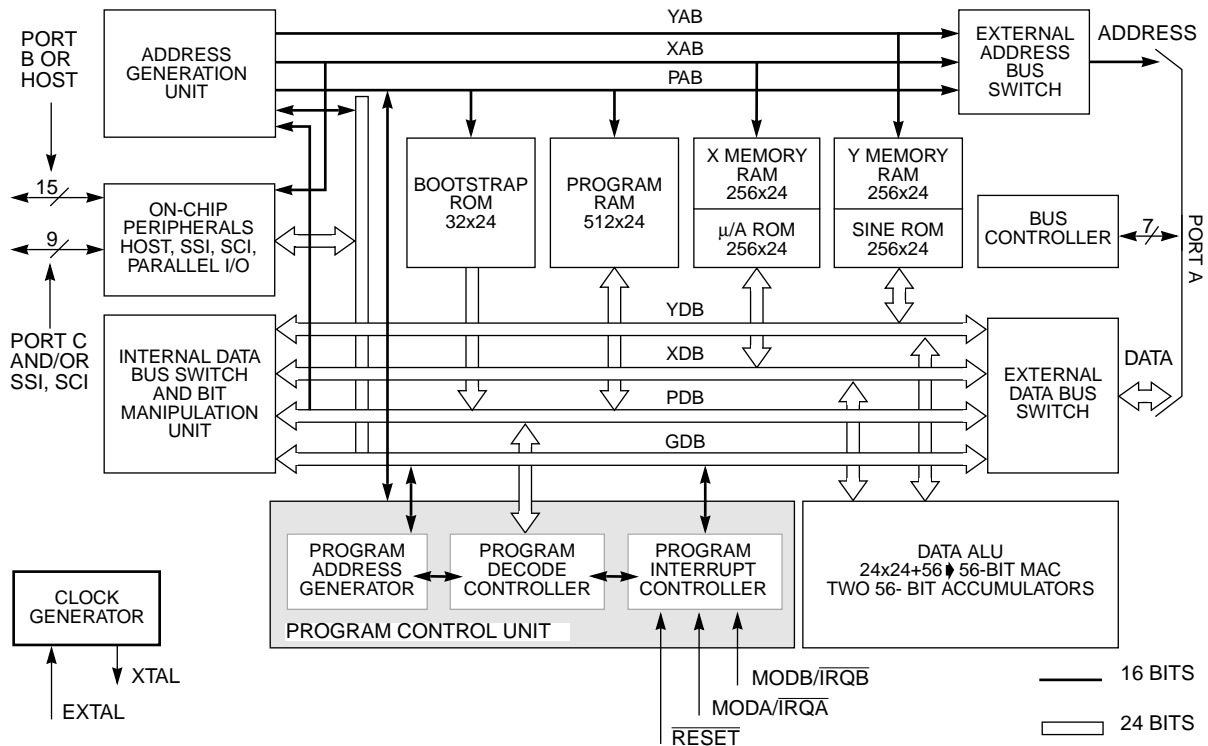 YAB
XAB
PAB
PORT
B OR
HOST
ADDRESS
GENERATION
UNIT
EXTERNAL
ADDRESS
BUS
SWITCH
ADDRESS
15
9
ON-CHIP
PERIPHERALS
HOST, SSI, SCI,
PARALLEL I/O
BOOTSTRAP
ROM
32x24
PROGRAM
RAM
512x24
X MEMORY
RAM
256x24
µ/A ROM
256x24
Y MEMORY
RAM
256x24
SINE ROM
256x24
BUS
CONTROLLER
7
PORT A
PORT C
AND/OR
SSI, SCI
INTERNAL DATA
BUS SWITCH
AND BIT
MANIPULATION
UNIT
YDB
XDB
PDB
GDB
EXTERNAL
DATA BUS
SWITCH
DATA
PROGRAM
ADDRESS
GENERATOR
PROGRAM
DECODE
CONTROLLER
PROGRAM
INTERRUPT
CONTROLLER
PROGRAM CONTROL UNIT
DATA ALU
24x24+56 56-BIT MAC
TWO 56- BIT ACCUMULATORS
CLOCK
GENERATOR
XTAL
EXTAL
MODB/IRQB
MODA/IRQA
RESET
16 BITS
24 BITS